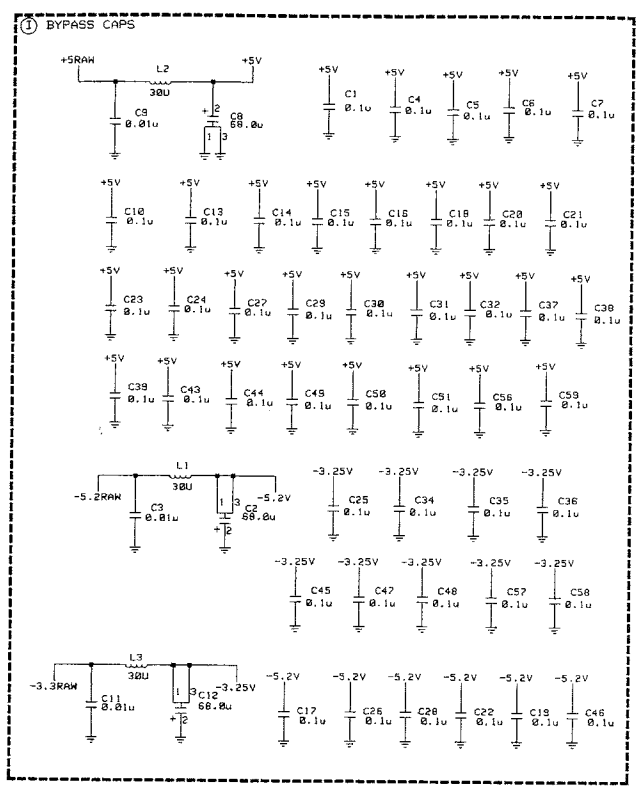 I BYPASS CAPS
+5RAW L2 +5V
30U
C9 0.01u
+ 2 C8 68.0u
1 3
+5V +5V +5V +5V +5V
C1 0.1u C4 0.1u C5 0.1u C6 0.1u C7 0.1u
+5V +5V +5V +5V +5V +5V +5V +5V
C10 0.1u C13 0.1u C14 0.1u C15 0.1u C16 0.1u C18 0.1u C20 0.1u C21 0.1u
+5V +5V +5V +5V +5V +5V +5V +5V +5V
C23 0.1u C24 0.1u C27 0.1u C29 0.1u C30 0.1u C31 0.1u C32 0.1u C37 0.1u C38 0.1u
+5V +5V +5V +5V +5V +5V +5V +5V
C39 0.1u C43 0.1u C44 0.1u C49 0.1u C50 0.1u C51 0.1u C56 0.1u C59 0.1u
L1
30U
-5.2RAW -5.2V
C3 0.01u
1 3 C2 68.0u
+ 2
-3.25V -3.25V -3.25V -3.25V
C25 0.1u C34 0.1u C35 0.1u C36 0.1u
-3.25V -3.25V -3.25V -3.25V -3.25V
C45 0.1u C47 0.1u C48 0.1u C57 0.1u C58 0.1u
L3
30U
-3.3RAW -3.25V
C11 0.01u
1 3 C12 68.0u
+ 2
-5.2V -5.2V -5.2V -5.2V -5.2V -5.2V
C17 0.1u C26 0.1u C28 0.1u C22 0.1u C19 0.1u C46 0.1u